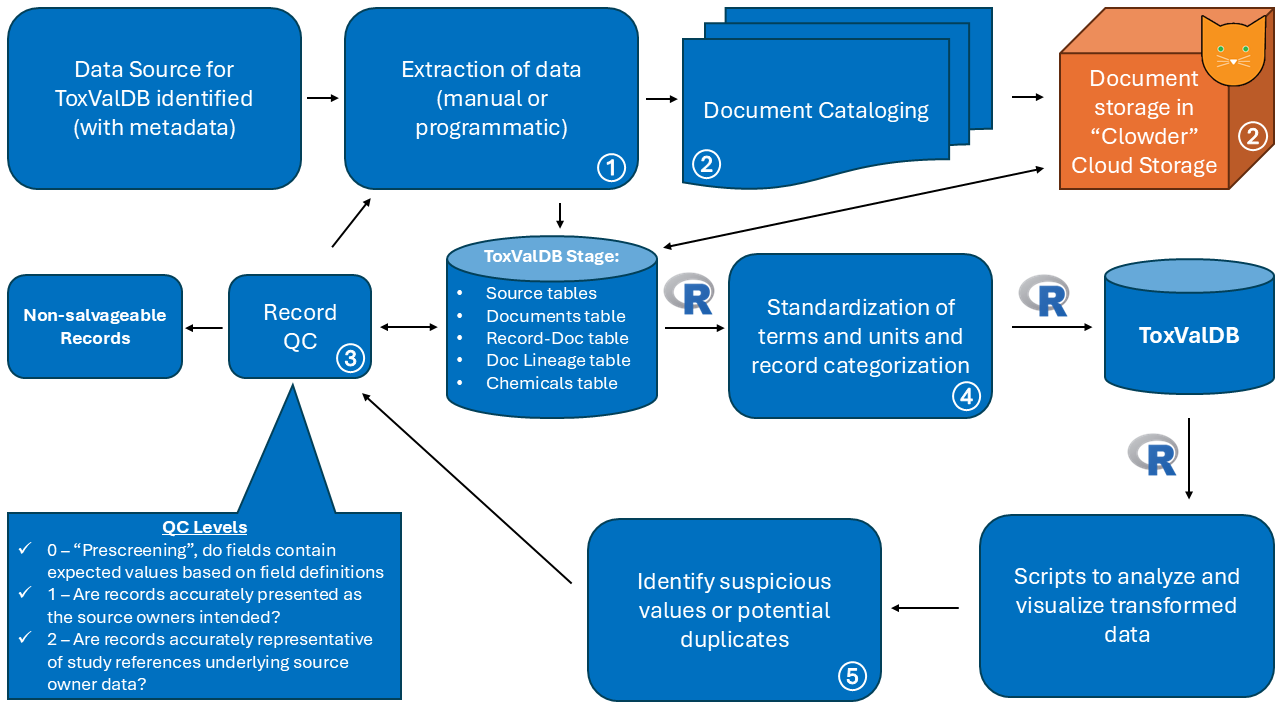 Data Source for
ToxValDB identified
(with metadata)
Extraction of data
(manual or
programmatic)
①
Document Cataloging
②
Document
storage in
“Clowder”
Cloud Storage
②
Non-salvageable
Records
Record
QC
③
ToxValDB Stage:
• Source tables
• Documents table
• Record-Doc table
• Doc Lineage table
• Chemicals table
R
Standardization of
terms and units and
record categorization
④
R
ToxValDB
R
QC Levels
✓ 0 – “Prescreening”, do fields contain
expected values based on field definitions
✓ 1 – Are records accurately presented as
the source owners intended?
✓ 2 – Are records accurately representative
of study references underlying source
owner data?
Identify suspicious
values or potential
duplicates
⑤
Scripts to analyze and
visualize transformed
data